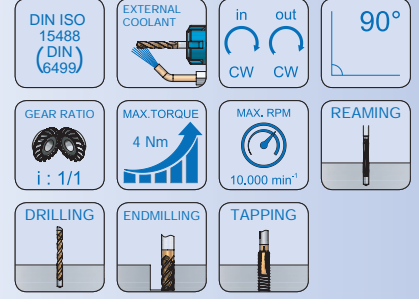 DIN ISO
15488
(DIN
6499)
EXTERNAL
COOLANT
in out
CW CW
90°
GEAR RATIO
i : 1/1
MAX.TORQUE
4 Nm
MAX. RPM
10.000 min⁻¹
REAMING
DRILLING
ENDMILLING
TAPPING